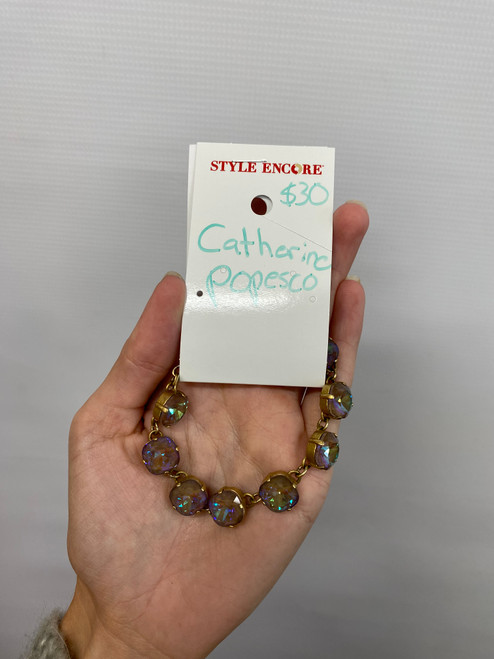 STYLE ENCORE
$30
Catherine
Popesco